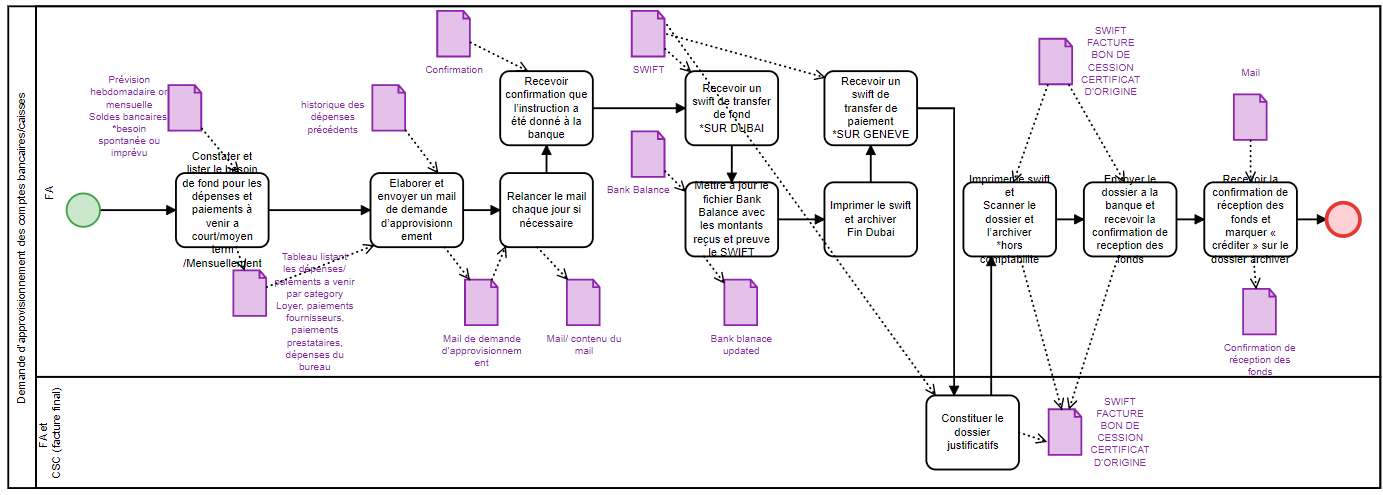 Demande d'approvisionnement des comptes bancaires/caisses
FA
Prévision
hebdomadaire or
mensuelle
Soldes bancaires
*besoin
spontanée ou
imprévu
Constater et
lister le besoin
de fond pour les
dépenses et
paiements à
venir a
court/moyen
term
/Mensuellement
Tableau listant
les dépenses/
paiements a venir
par category
Loyer, paiements
fournisseurs,
paiements
prestataires,
dépenses du
bureau
historique des
dépenses
précédents
Elaborer et
envoyer un mail
de demande
d'approvisionn
ement
Mail de demande
d'approvisionnem
ent
Confirmation
Recevoir
confirmation que
l'instruction a
été donné à la
banque
Relancer le mail
chaque jour si
nécessaire
Mail/ contenu du
mail
SWIFT
Recevoir un
swift de transfer
de fond
*SUR DUBAI
Bank Balance
Mettre à jour le
fichier Bank
Balance avec les
montants
reçus et preuve
le SWIFT
Bank blanace
updated
Recevoir un
swift de
transfer de
paiement
*SUR GENEVE
Imprimer le swift
et archiver
Fin Dubai
SWIFT
FACTURE
BON DE
CESSION
CERTIFICAT
D'ORIGINE
Imprimer le swift
et
Scanner le
dossier et
l'archiver
*hors
comptabilité
Envoyer le
dossier a la
banque et
recevoir la
confirmation de
reception des
fonds
Mail
Recevoir la
confirmation de
réception des
fonds et
marquer «
créditer » sur le
dossier archiver
Confirmation de
réception des
fonds
FA et
CSC (facture final)
Constituer le
dossier
justificatifs
SWIFT
FACTURE
BON DE
CESSION
CERTIFICAT
D'ORIGINE